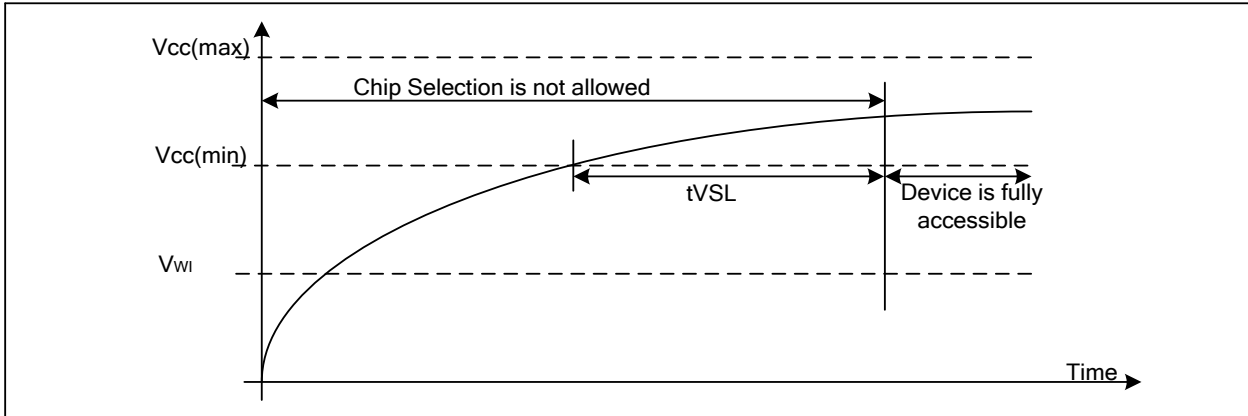 Vcc(max)
Chip Selection is not allowed
Vcc(min)
tVSL
Device is fully
accessible
VWI
Time